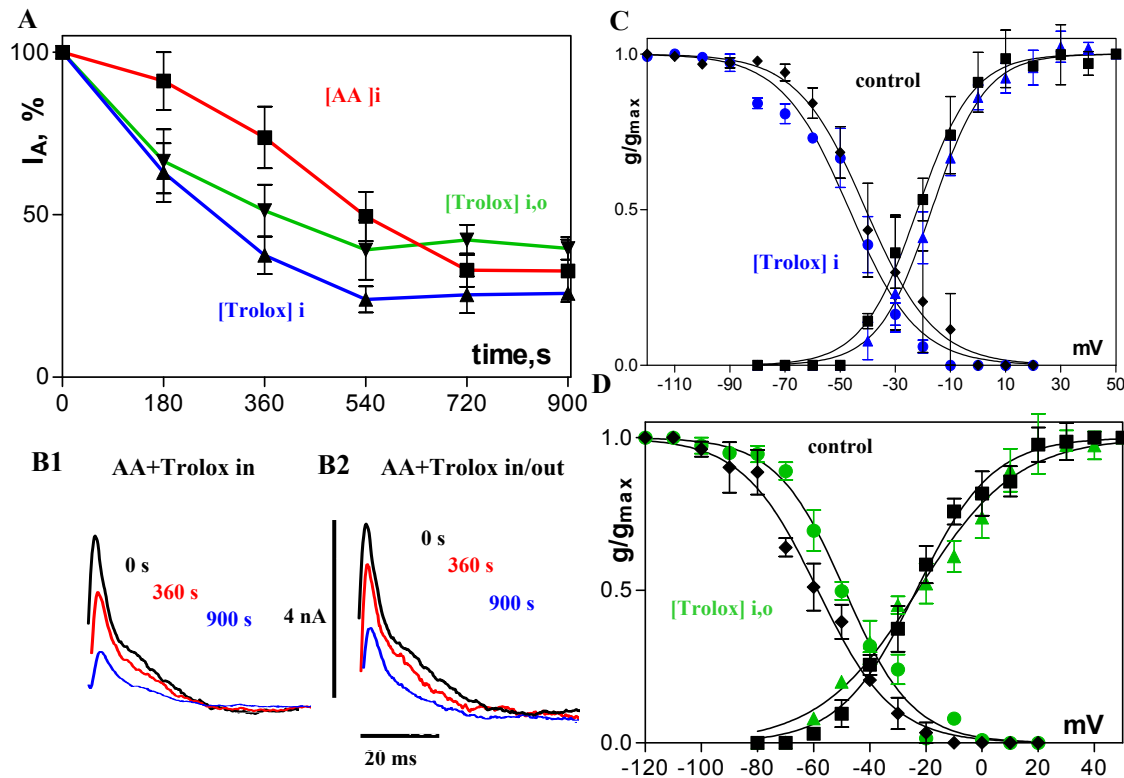 A
100
50
0
I_A, %
[AA ]i
[Trolox] i,o
[Trolox] i
time,s
0 180 360 540 720 900
B1 AA+Trolox in
0 s
360 s
900 s
B2 AA+Trolox in/out
0 s
360 s
900 s
4 nA
20 ms
C
1.0
0.5
0.0
g/gmax
control
[Trolox] i
mV
-110 -90 -70 -50 -30 -10 10 30 50
D
1.0
0.5
0.0
g/gmax
control
[Trolox] i,o
mV
-120 -100 -80 -60 -40 -20 0 20 40